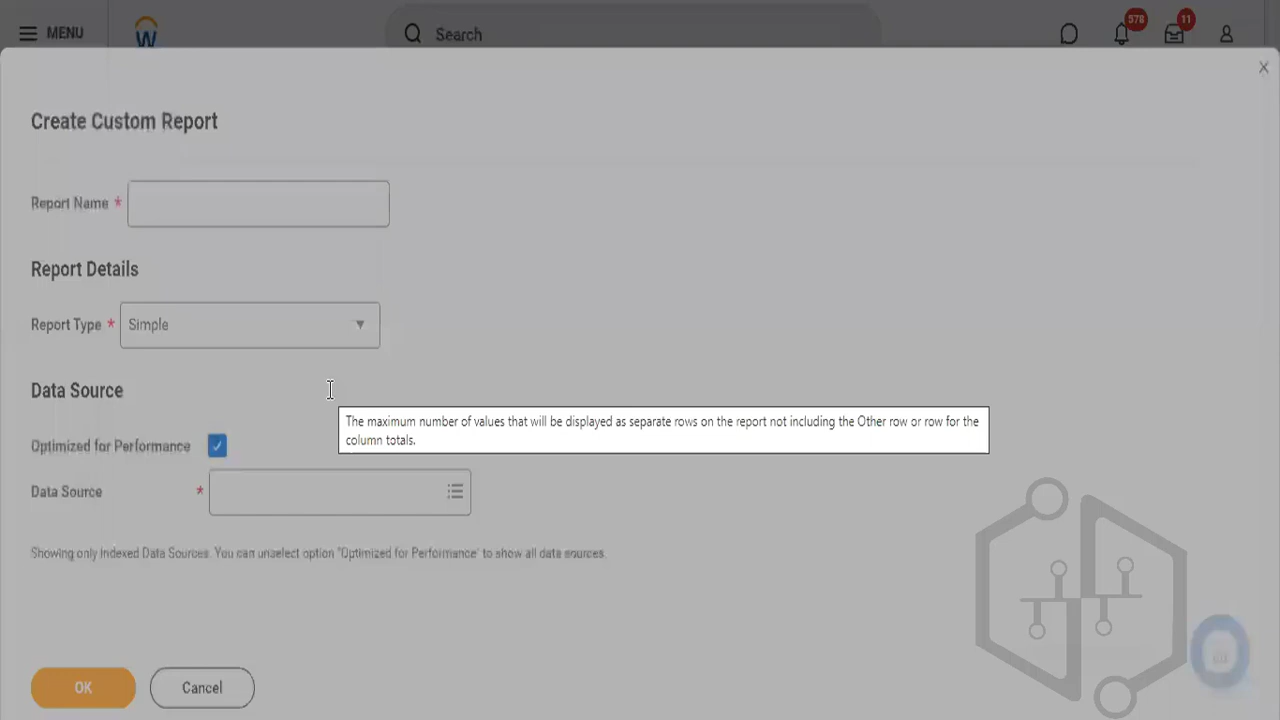 MENU
Search
578
11
Create Custom Report
Report Name *
Report Details
Report Type * Simple
Data Source
The maximum number of values that will be displayed as separate rows on the report not including the Other row or row for the
column totals.
Optimized for Performance
Data Source *
Showing only Indexed Data Sources. You can unselect option 'Optimized for Performance' to show all data sources.
OK
Cancel